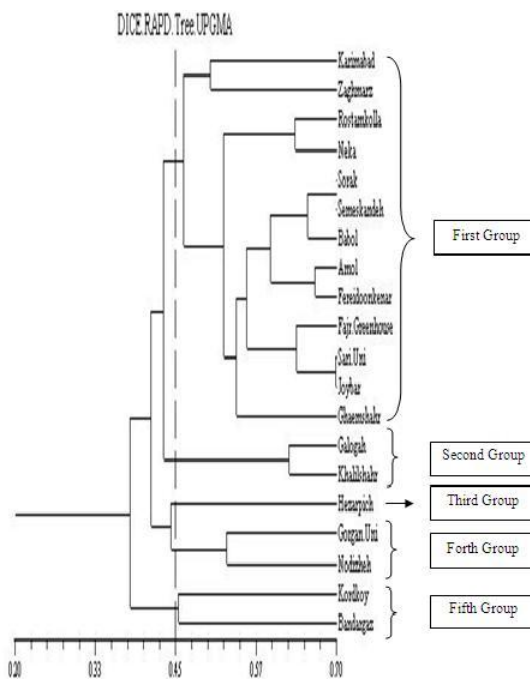 DICE.RAPD.Tree.UPGMA
Karimabad
Zaghmarz
Rostamkolla
Neka
Sorak
Semeskandeh
Babol
Amol
Fereidoonkenar
Fajr.Greenhouse
Sari.Uni
Joybar
Ghaemshahr
Galogah
Khalilshahr
Hezarpich
Gorgan.Uni
Nodizheh
Kordkoy
Bandargaz
First Group
Second Group
Third Group
Forth Group
Fifth Group
0.20 0.33 0.45 0.57 0.70